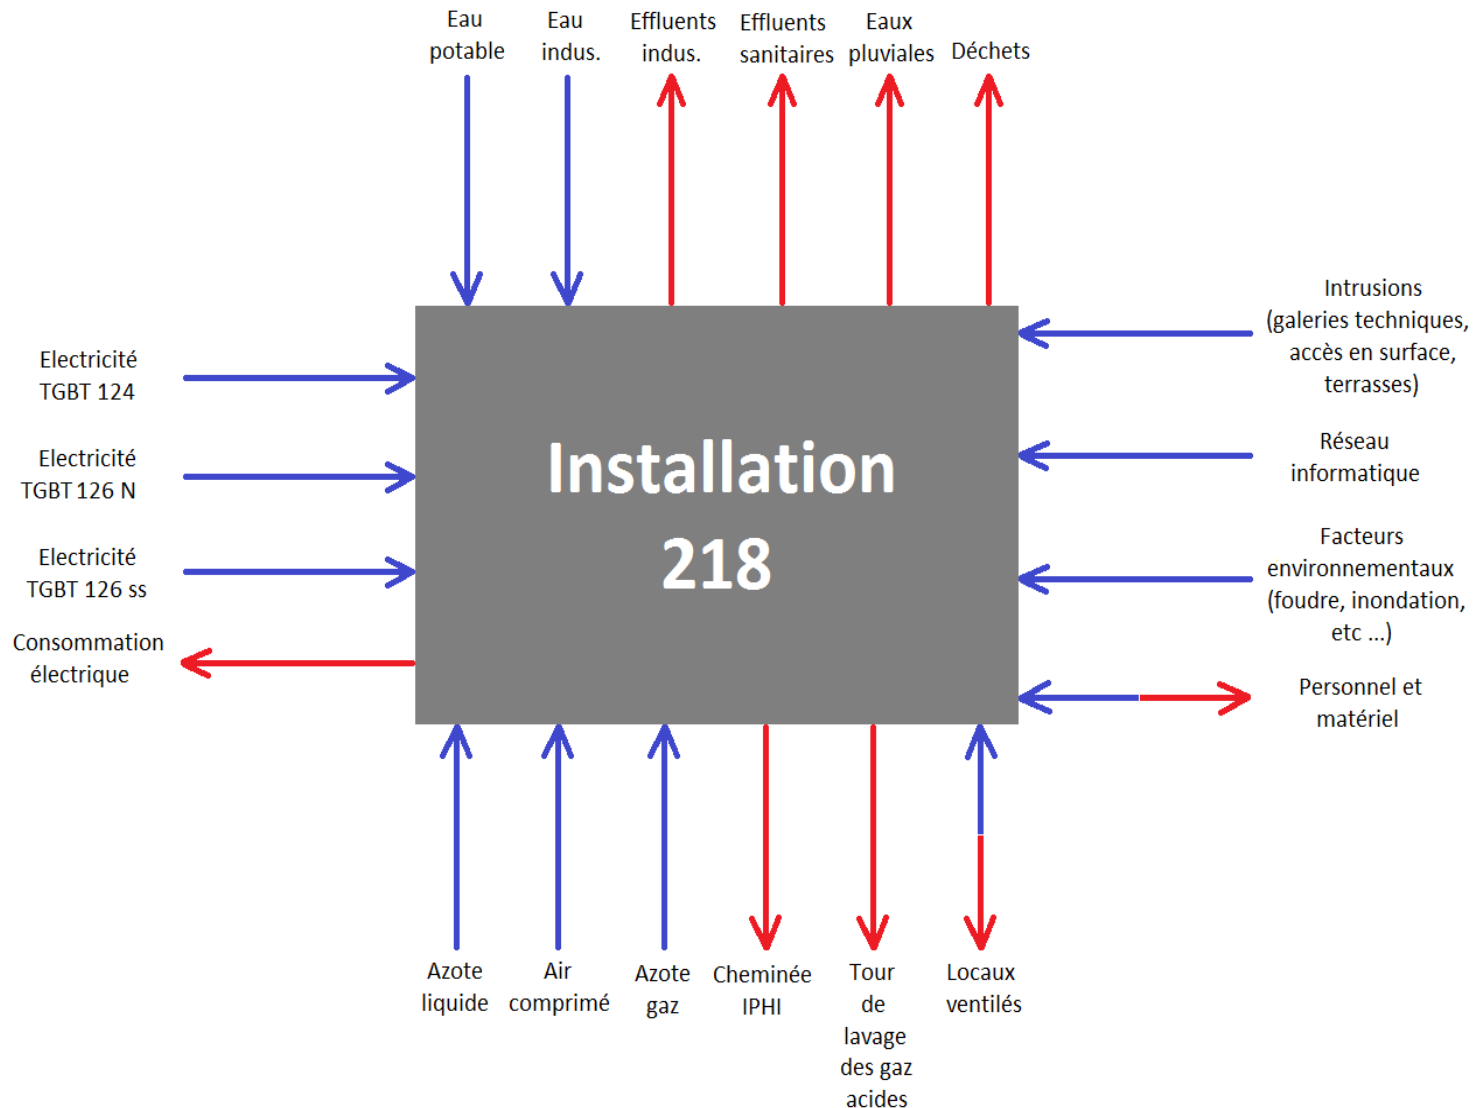 Eau
potable
Eau
indus.
Effluents
indus.
Effluents
sanitaires
Eaux
pluviales
Déchets
Electricité
TGBT 124
Electricité
TGBT 126 N
Electricité
TGBT 126 ss
Consommation
électrique
Installation
218
Intrusions
(galeries techniques,
accès en surface,
terrasses)
Réseau
informatique
Facteurs
environnementaux
(foudre, inondation,
etc ...)
Personnel et
matériel
Azote
liquide
Air
comprimé
Azote
gaz
Cheminée
IPHI
Tour
de
lavage
des gaz
acides
Locaux
ventilés